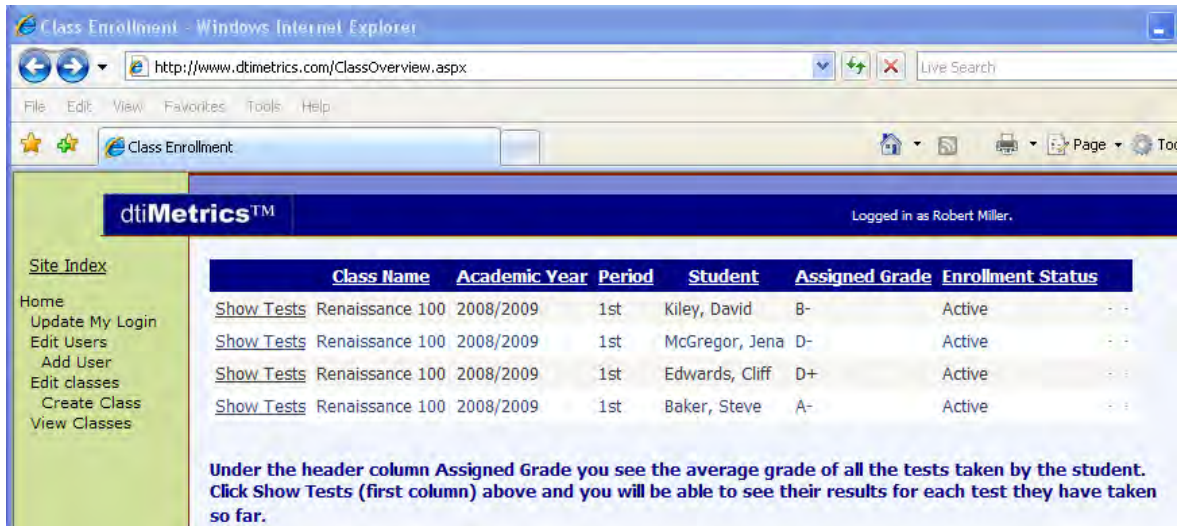 Class Enrollment - Windows Internet Explorer
http://www.dtimetrics.com/ClassOverview.aspx
Live Search
File Edit View Favorites Tools Help
Class Enrollment
Page
dtiMetrics™
Logged in as Robert Miller.
Site Index
Home
Update My Login
Edit Users
Add User
Edit classes
Create Class
View Classes
Class Name Academic Year Period Student Assigned Grade Enrollment Status
Show Tests Renaissance 100 2008/2009 1st Kiley, David B- Active
Show Tests Renaissance 100 2008/2009 1st McGregor, Jena D- Active
Show Tests Renaissance 100 2008/2009 1st Edwards, Cliff D+ Active
Show Tests Renaissance 100 2008/2009 1st Baker, Steve A- Active
Under the header column Assigned Grade you see the average grade of all the tests taken by the student.
Click Show Tests (first column) above and you will be able to see their results for each test they have taken
so far.